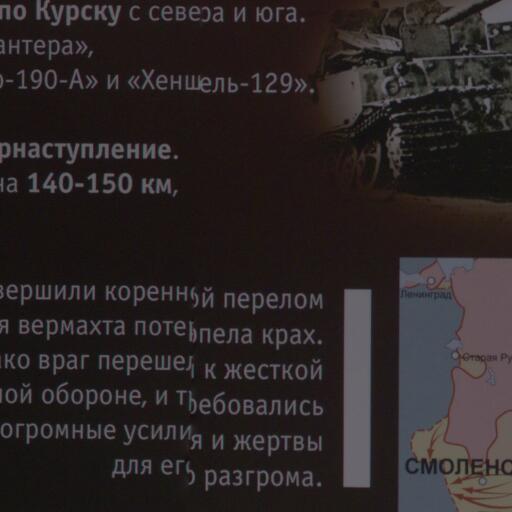 по Курску с севера и юга.
антера»,
-190-А» и «Хеншель-129».
рнаступление.
на 140-150 км,
вершили коренной перелом
я вермахта потерпела крах.
ако враг перешел к жесткой
ной обороне, и требовались
огромные усилия и жертвы
для его разгрома.
Ленинград
Старая Ру
СМОЛЕНС